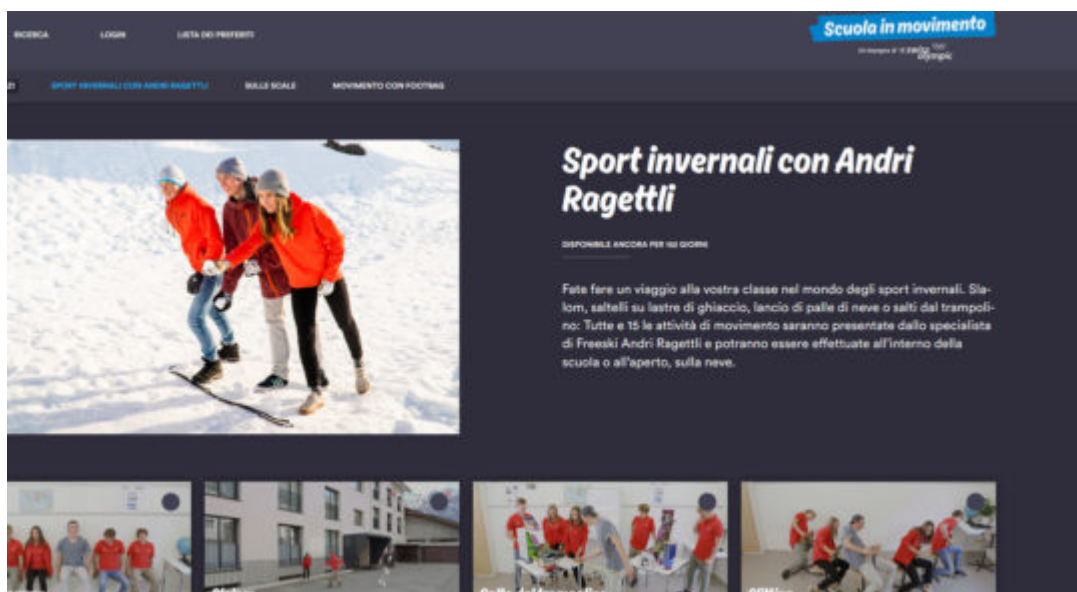 RICERCA LOGIN LISTA DEI PREFERITI
Scuola in movimento
olympic
21 SPORT INVERNALI CON ANDRI RAGETTLI SULLE SCALE MOVIMENTO CON FOOTBAG
Sport invernali con Andri
Ragettli
DISPONIBILE ANCORA PER GIORNI
Fate fare un viaggio alla vostra classe nel mondo degli sport invernali. Sla-
lom, saltelli su lastre di ghiaccio, lancio di palle di neve o salti dal trampoli-
no: Tutte e 15 le attività di movimento saranno presentate dallo specialista
di Freeski Andri Ragettli e potranno essere effettuate all'interno della
scuola o all'aperto, sulla neve.